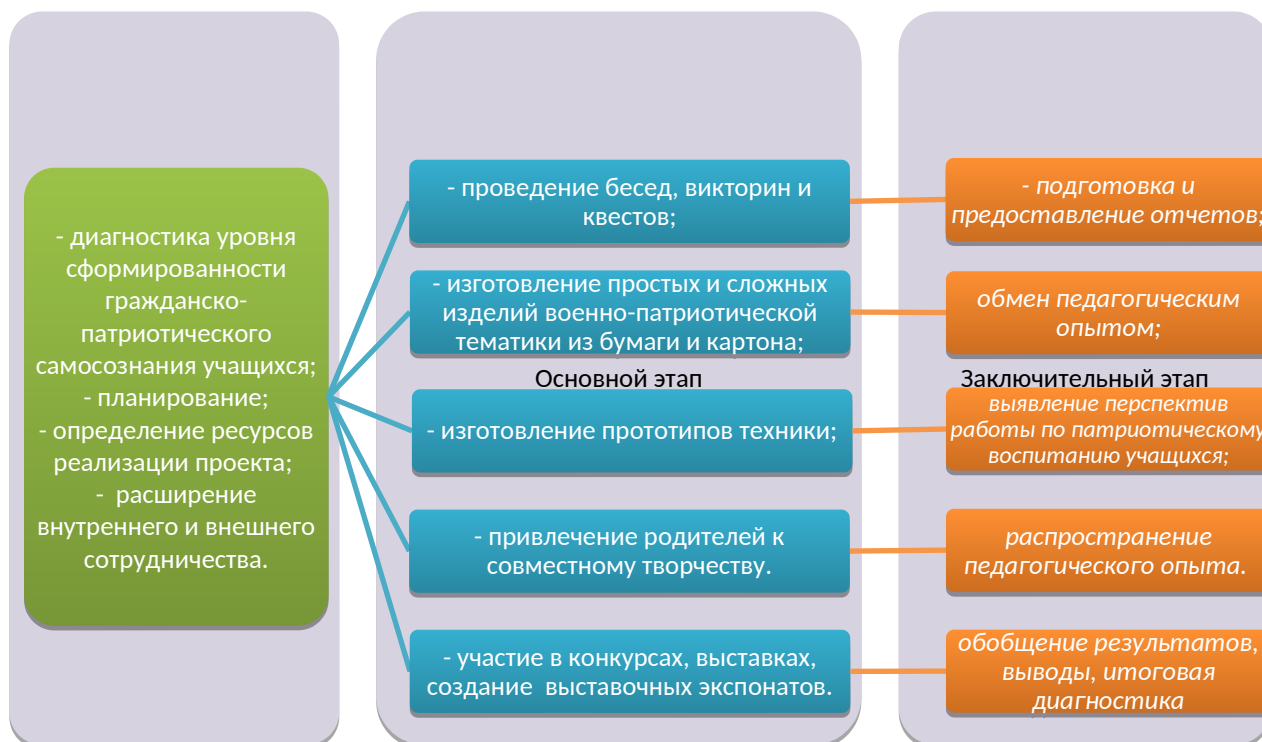 - диагностика уровня
сформированности
гражданско-
патриотического
самосознания учащихся;
- планирование;
- определение ресурсов
реализации проекта;
- расширение
внутреннего и внешнего
сотрудничества.
- проведение бесед, викторин и
квестов;
- изготовление простых и сложных
изделий военно-патриотической
тематики из бумаги и картона;
Основной этап
- изготовление прототипов техники;
- привлечение родителей к
совместному творчеству.
- участие в конкурсах, выставках,
создание выставочных экспонатов.
- подготовка и
предоставление отчетов;
обмен педагогическим
опытом;
Заключительный этап
выявление перспектив
работы по патриотическому
воспитанию учащихся;
распространение
педагогического опыта.
обобщение результатов,
выводы, итоговая
диагностика